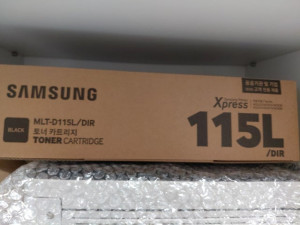 SAMSUNG
Xpress
115L
/DIR
BLACK
MLT-D115L/DIR
토너 카트리지
TONER CARTRIDGE